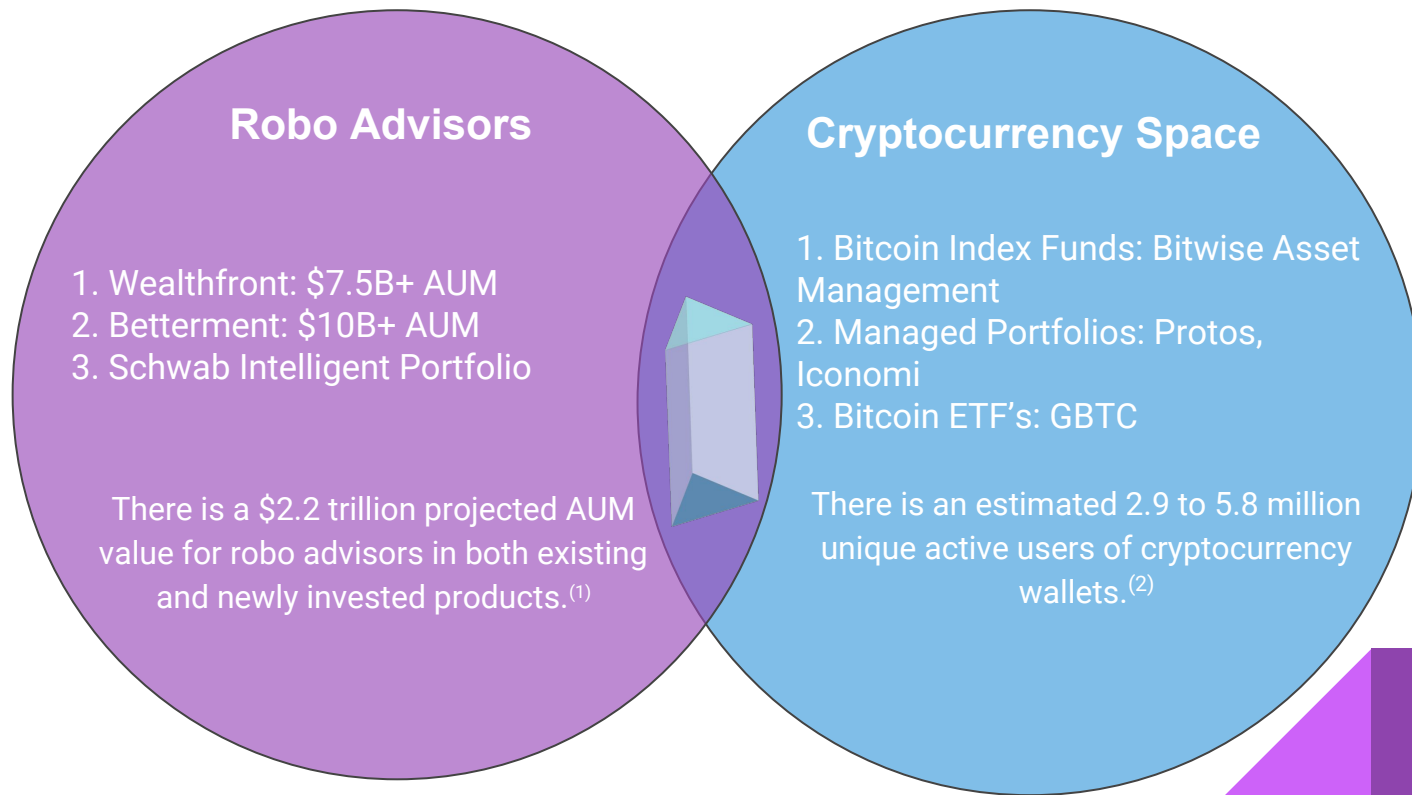 Robo Advisors
1. Wealthfront: $7.5B+ AUM
2. Betterment: $10B+ AUM
3. Schwab Intelligent Portfolio
There is a $2.2 trillion projected AUM
value for robo advisors in both existing
and newly invested products.(1)
Cryptocurrency Space
1. Bitcoin Index Funds: Bitwise Asset
Management
2. Managed Portfolios: Protos,
Iconomi
3. Bitcoin ETF’s: GBTC
There is an estimated 2.9 to 5.8 million
unique active users of cryptocurrency
wallets.(2)